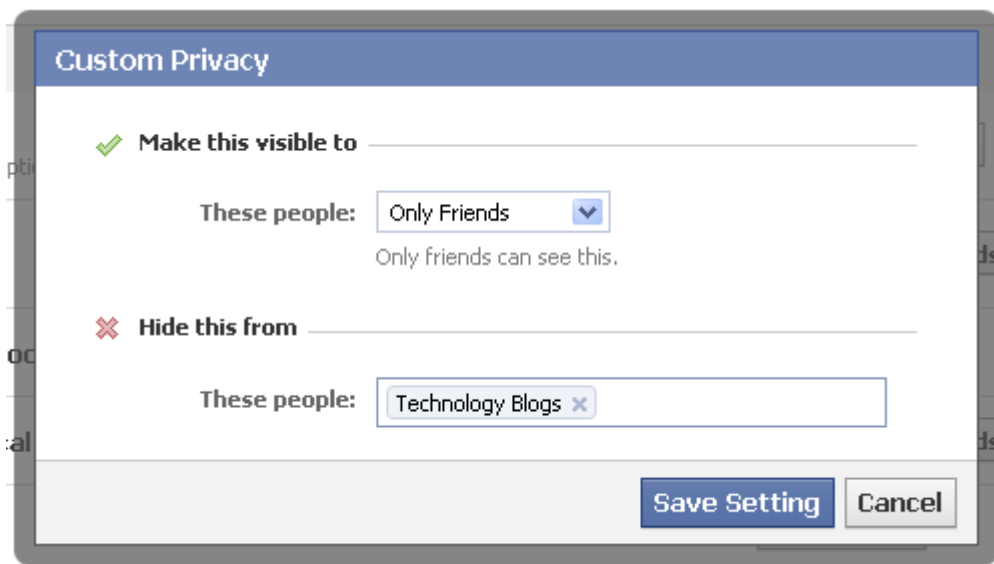 Custom Privacy
Make this visible to
These people: Only Friends
Only friends can see this.
Hide this from
These people: Technology Blogs
Save Setting Cancel